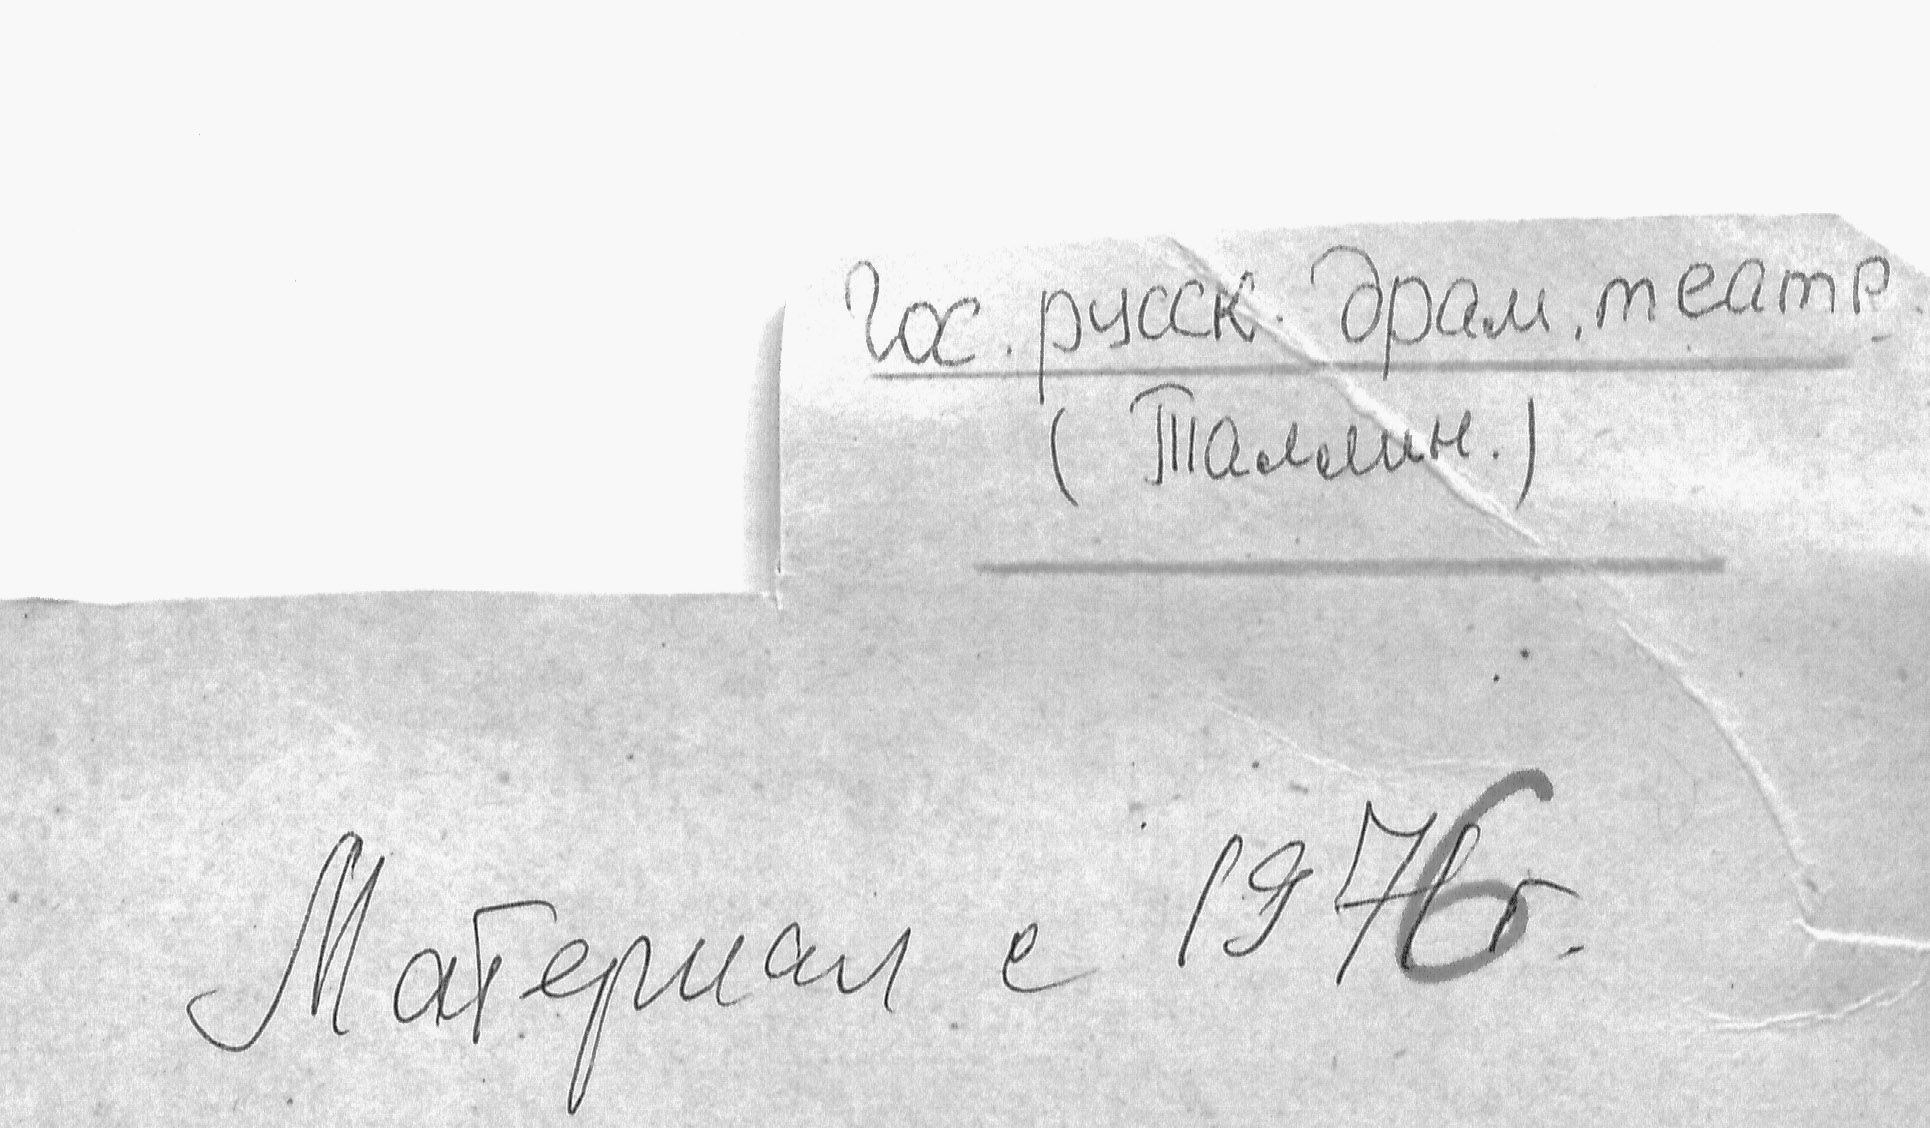 Гос. русск. драм. театр.
(Таллин.)
Материал с 1976г.